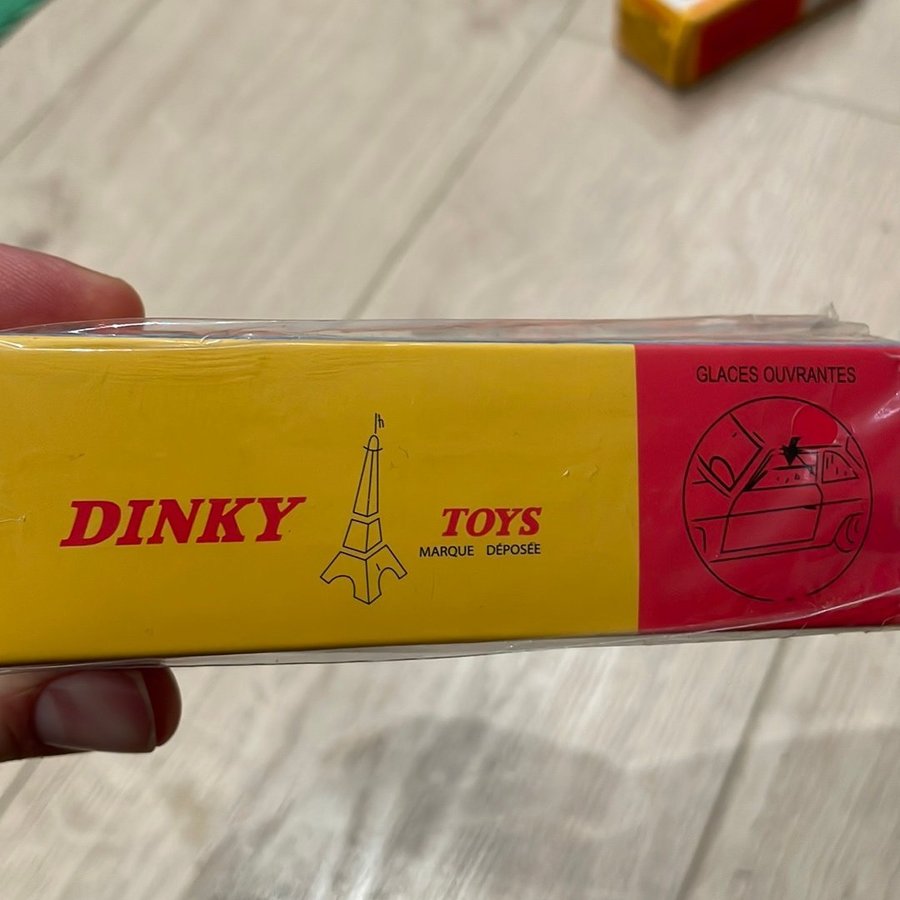 DINKY TOYS
MARQUE DÉPOSÉE
GLACES OUVRANTES